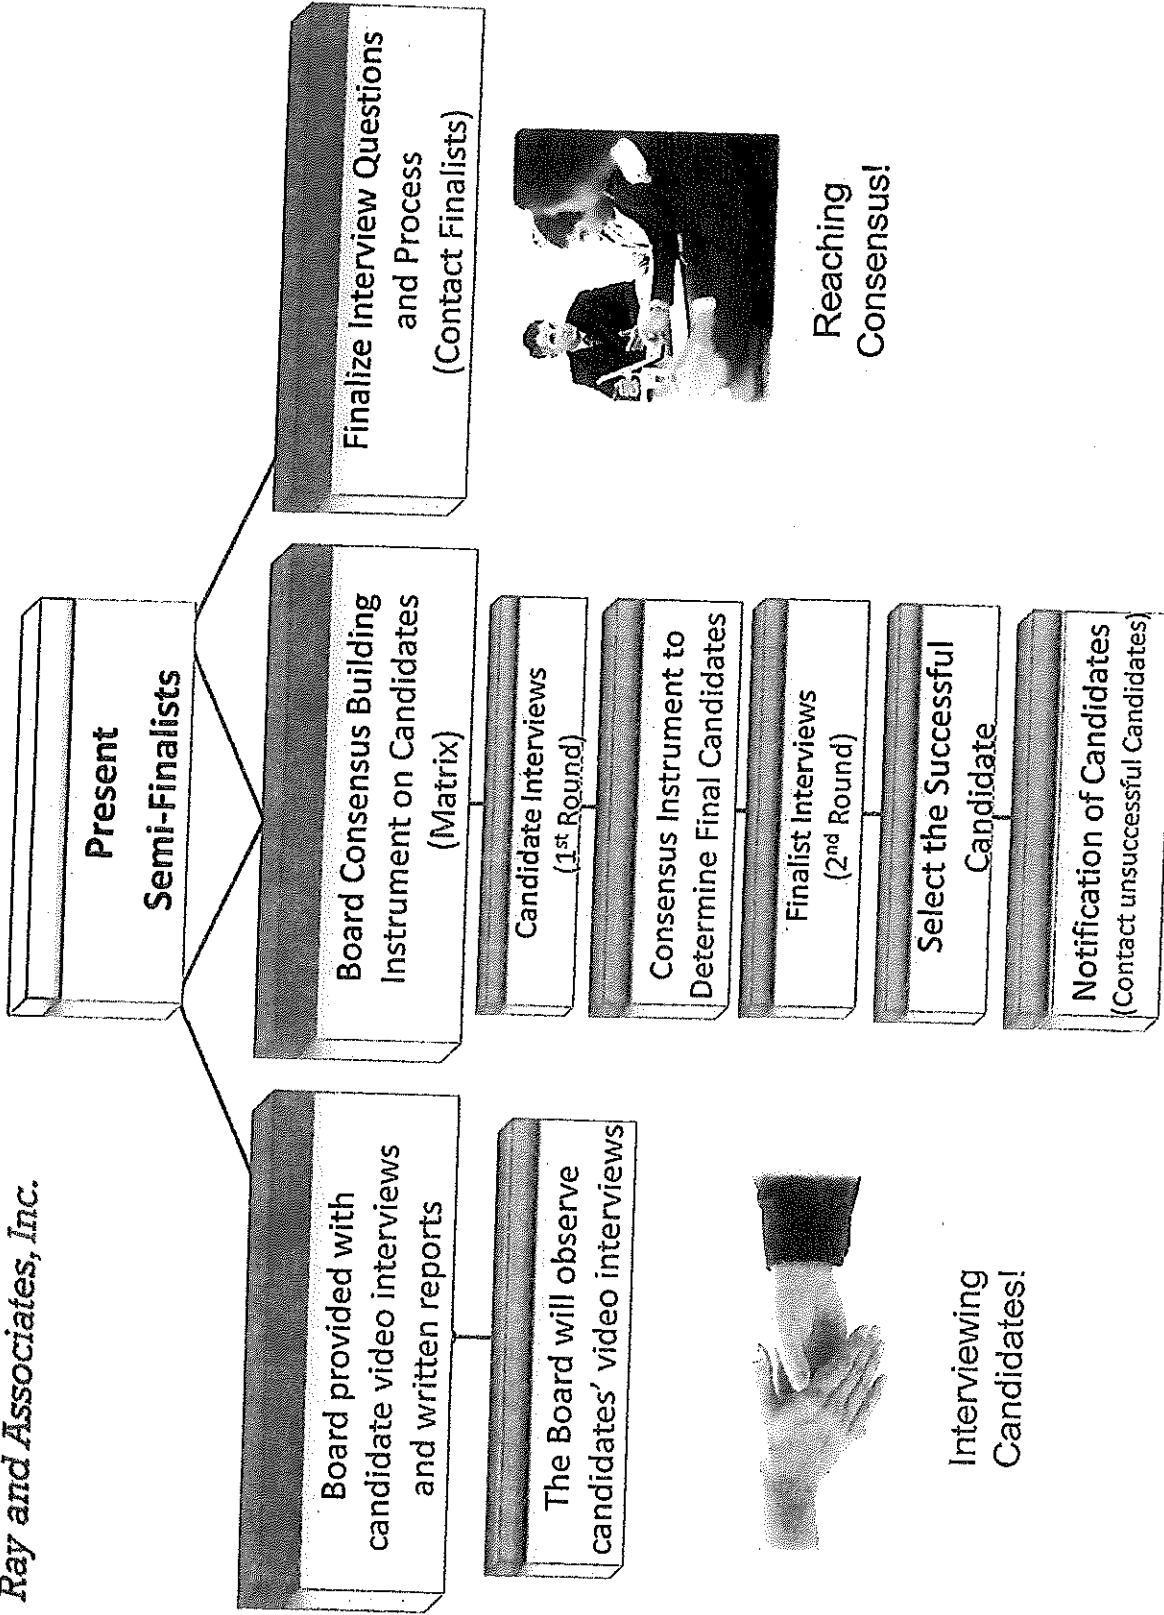 Ray and Associates, Inc.
Present
Semi-Finalists
Board provided with
candidate video interviews
and written reports
The Board will observe
candidates' video interviews
Board Consensus Building
Instrument on Candidates
(Matrix)
Candidate Interviews
(1st Round)
Consensus Instrument to
Determine Final Candidates
Finalist Interviews
(2nd Round)
Select the Successful
Candidate
Notification of Candidates
(Contact unsuccessful Candidates)
Finalize Interview Questions
and Process
(Contact Finalists)
Interviewing
Candidates!
Reaching
Consensus!